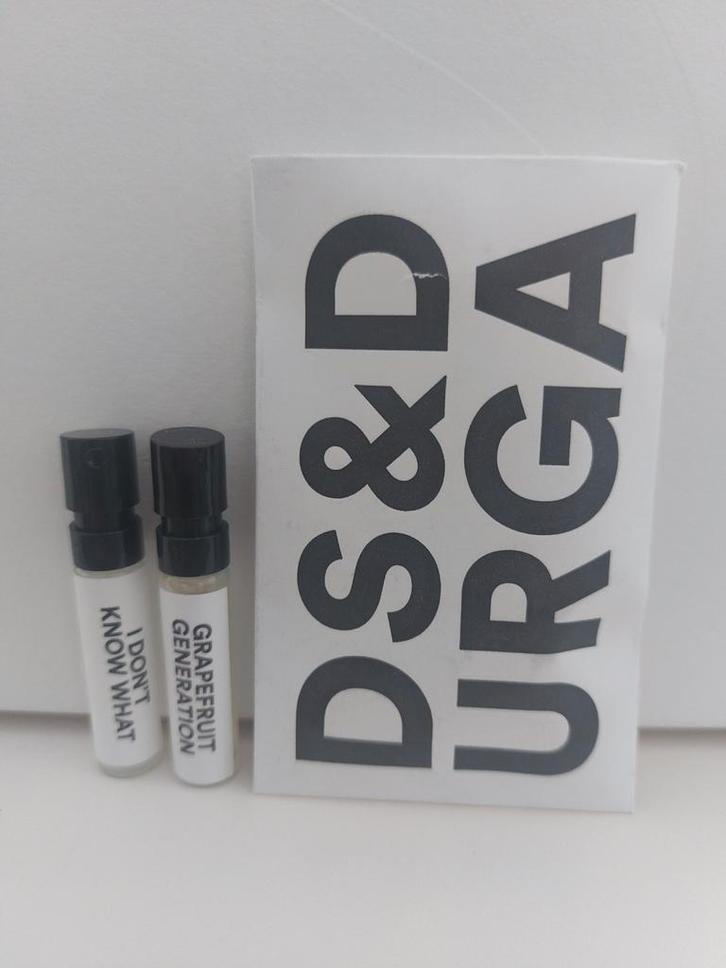 I DON'T
KNOW WHAT
GRAPEFRUIT
GENERATION
DS&D
URGA